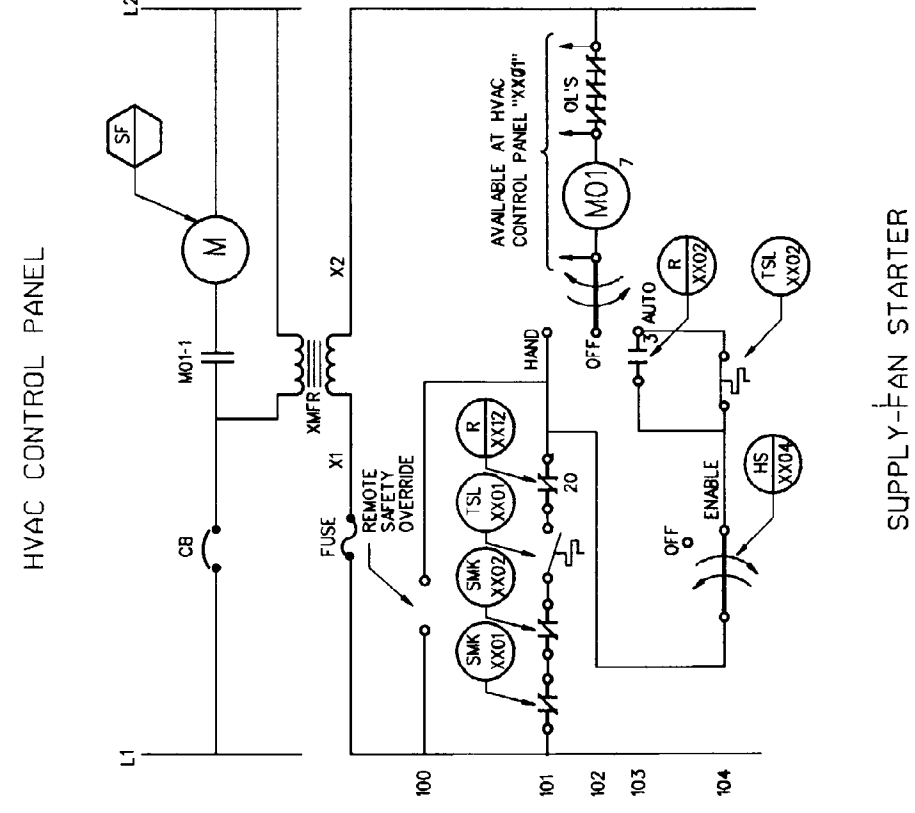 HVAC CONTROL PANEL
L1
L2
CB
M01-1
M
SF
XMFR
FUSE
X1
X2
REMOTE
SAFETY
OVERRIDE
100
SMK
XX01
SMK
XX02
TSL
XX01
R
XX12
AVAILABLE AT HVAC
CONTROL PANEL "XX01"
101
20
HAND
102
OFF
M01
7
OL'S
103
3
AUTO
R
XX02
TSL
XX02
104
OFF
ENABLE
HS
XX04
SUPPLY-FAN STARTER